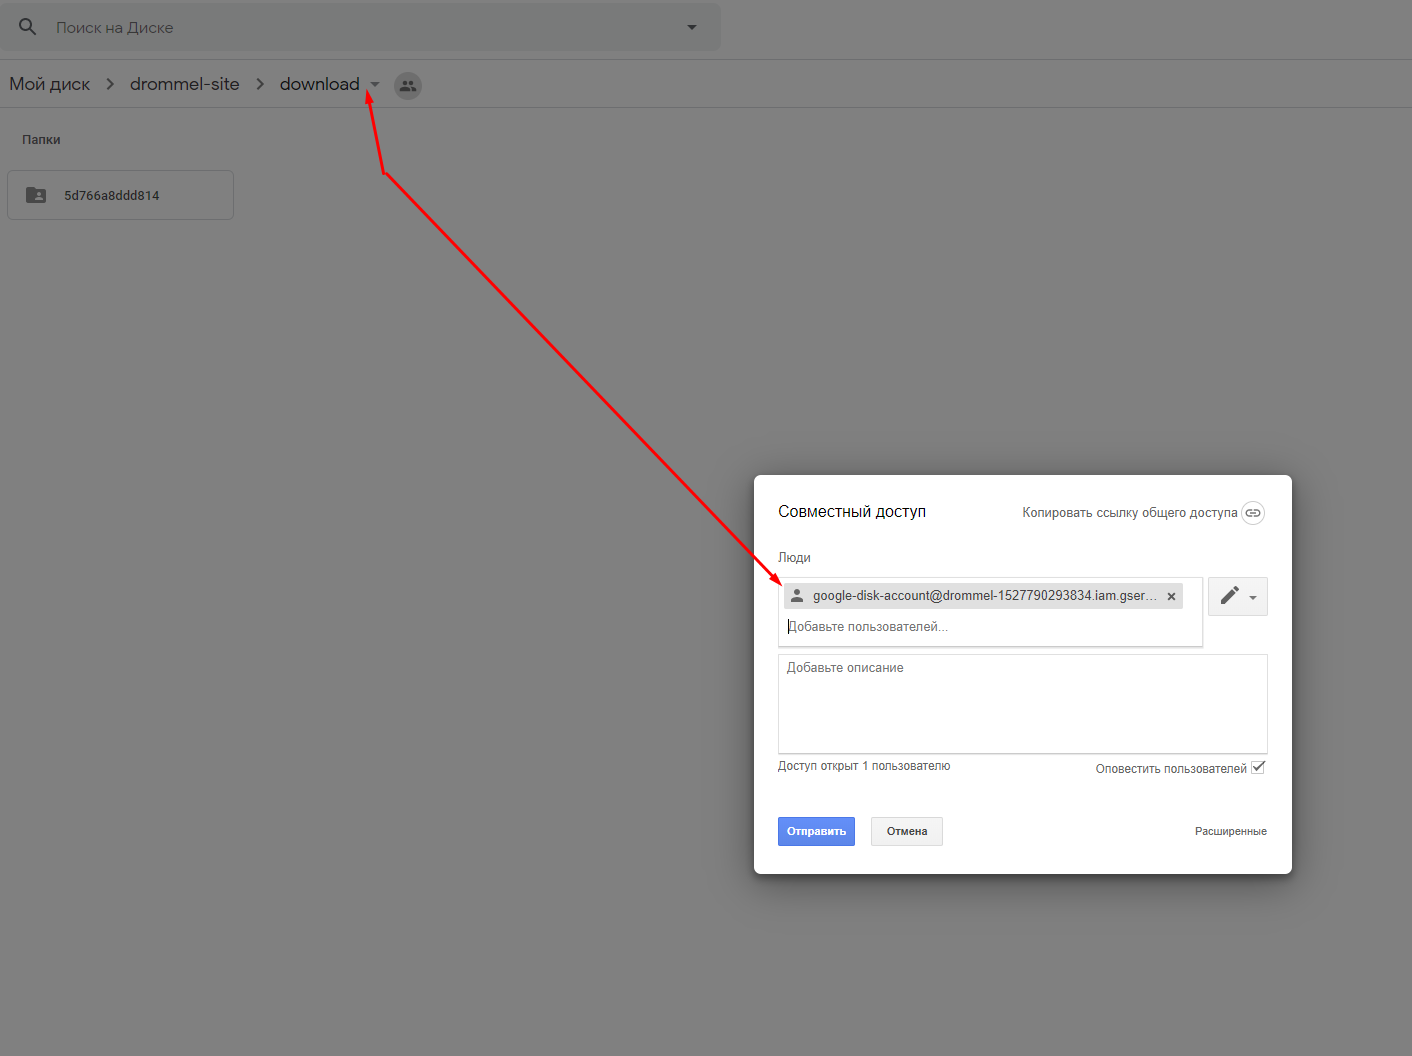 Поиск на Диске
Мой диск > drommel-site > download
Папки
5d766a8ddd814
Совместный доступ
Копировать ссылку общего доступа
Люди
google-disk-account@drommel-1527790293834.iam.gser...
Добавьте пользователей...
Добавьте описание
Доступ открыт 1 пользователю
Оповестить пользователей
Отправить
Отмена
Расширенные